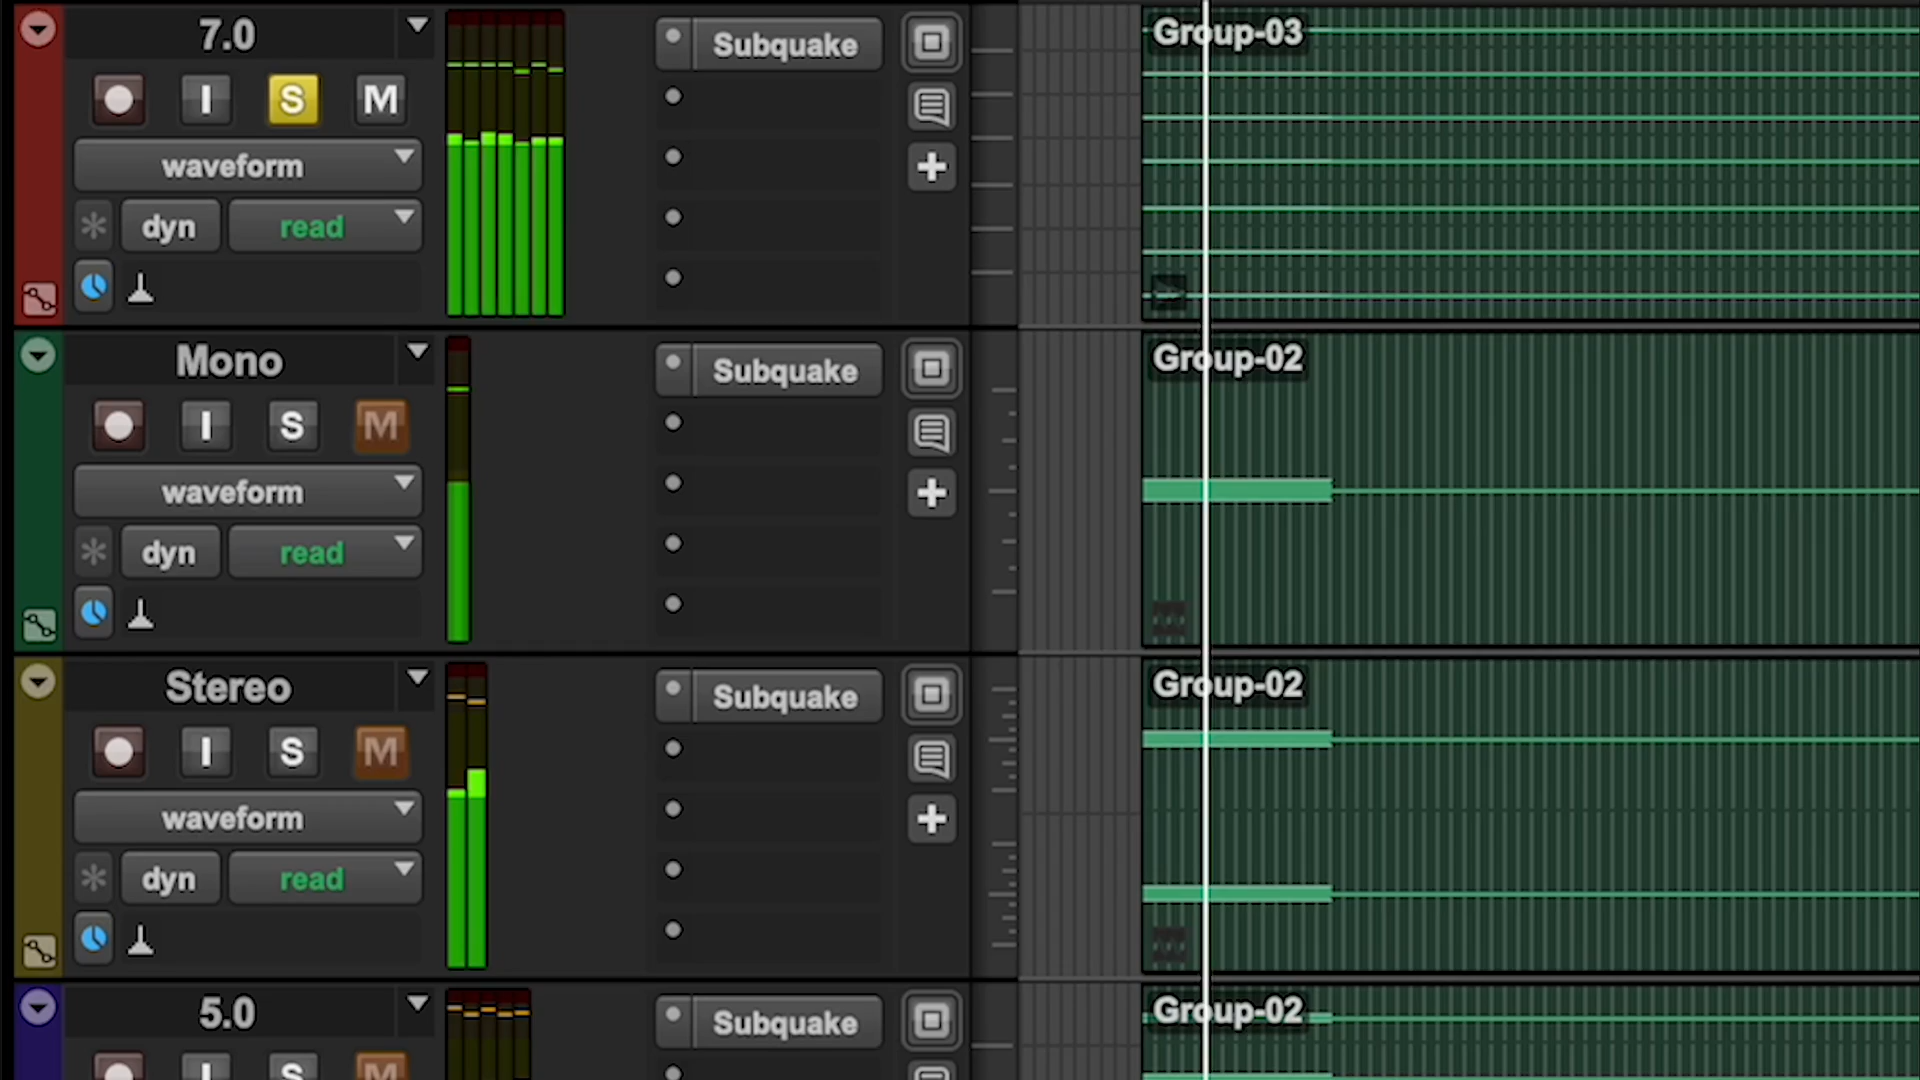 7.0
Subquake
Group-03
I S M
waveform
dyn read
Mono
Subquake
Group-02
I S M
waveform
dyn read
Stereo
Subquake
Group-02
I S M
waveform
dyn read
5.0
Subquake
Group-02
I S M